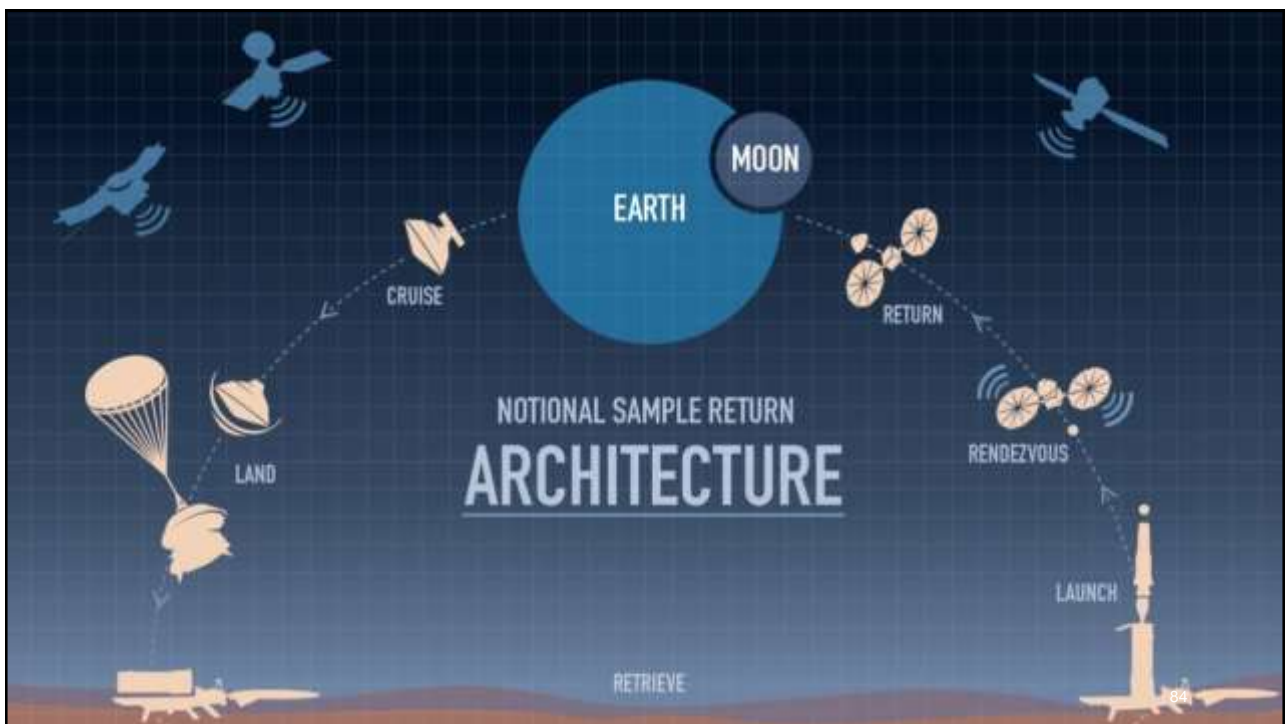 MOON
EARTH
CRUISE
RETURN
NOTIONAL SAMPLE RETURN
ARCHITECTURE
RENDEZVOUS
LAND
LAUNCH
RETRIEVE
84